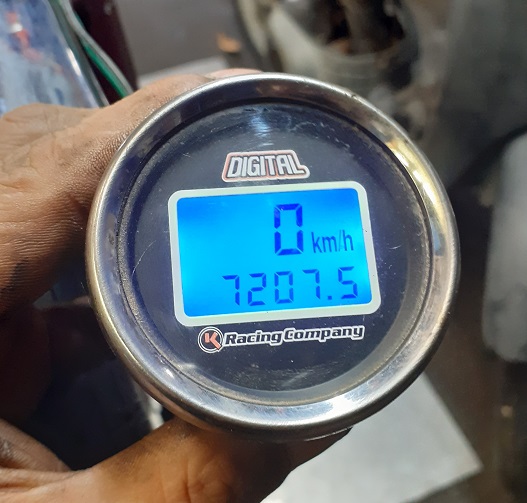 DIGITAL
0 km/h
7207.5
K Racing Company